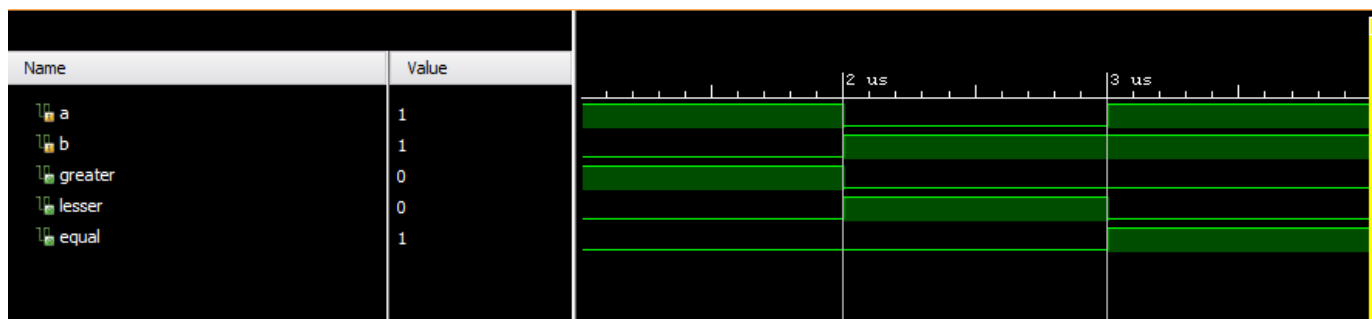 Name Value
2 us 3 us
a 1
b 1
greater 0
lesser 0
equal 1